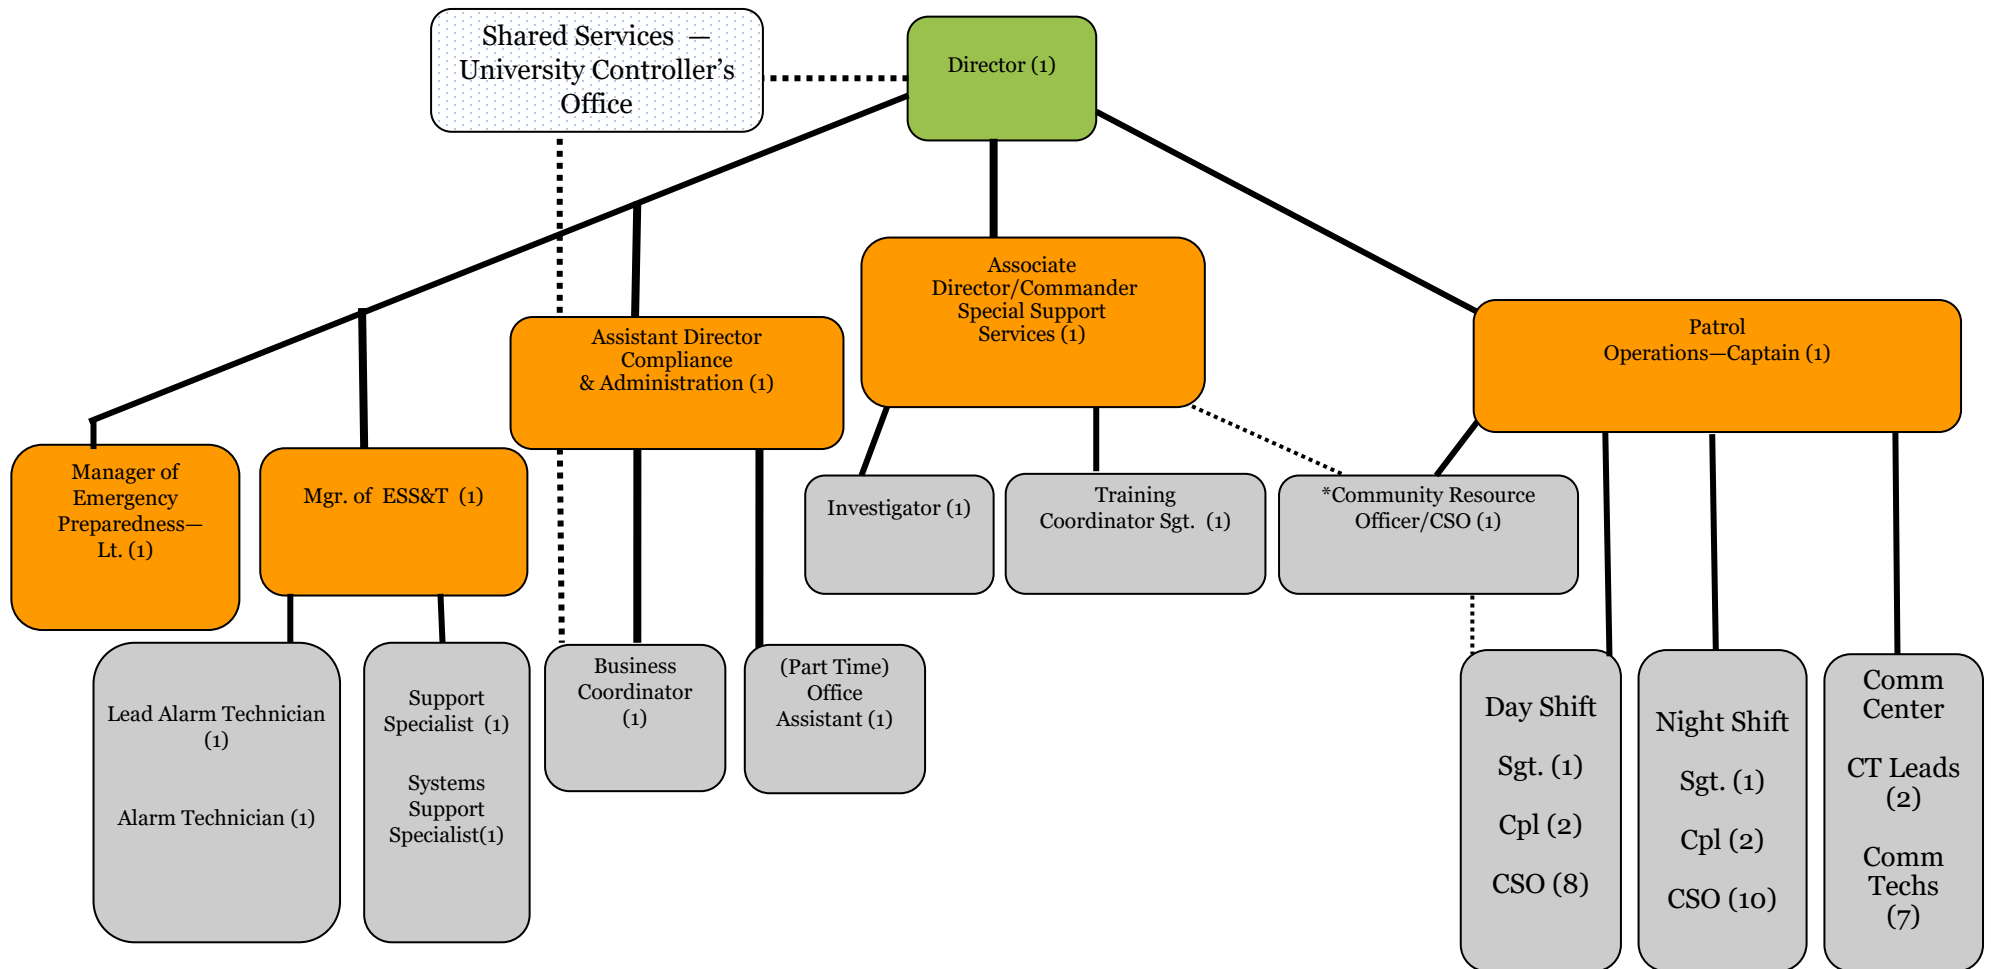 Shared Services —
University Controller’s
Office
Director (1)
Associate
Director/Commander
Special Support
Services (1)
Patrol
Operations—Captain (1)
Assistant Director
Compliance
& Administration (1)
Manager of
Emergency
Preparedness—
Lt. (1)
Mgr. of ESS&T (1)
Investigator (1)
Training
Coordinator Sgt. (1)
*Community Resource
Officer/CSO (1)
Lead Alarm Technician
(1)
Alarm Technician (1)
Support
Specialist (1)
Systems
Support
Specialist(1)
Business
Coordinator
(1)
(Part Time)
Office
Assistant (1)
Day Shift
Sgt. (1)
Cpl (2)
CSO (8)
Night Shift
Sgt. (1)
Cpl (2)
CSO (10)
Comm
Center
CT Leads
(2)
Comm
Techs
(7)